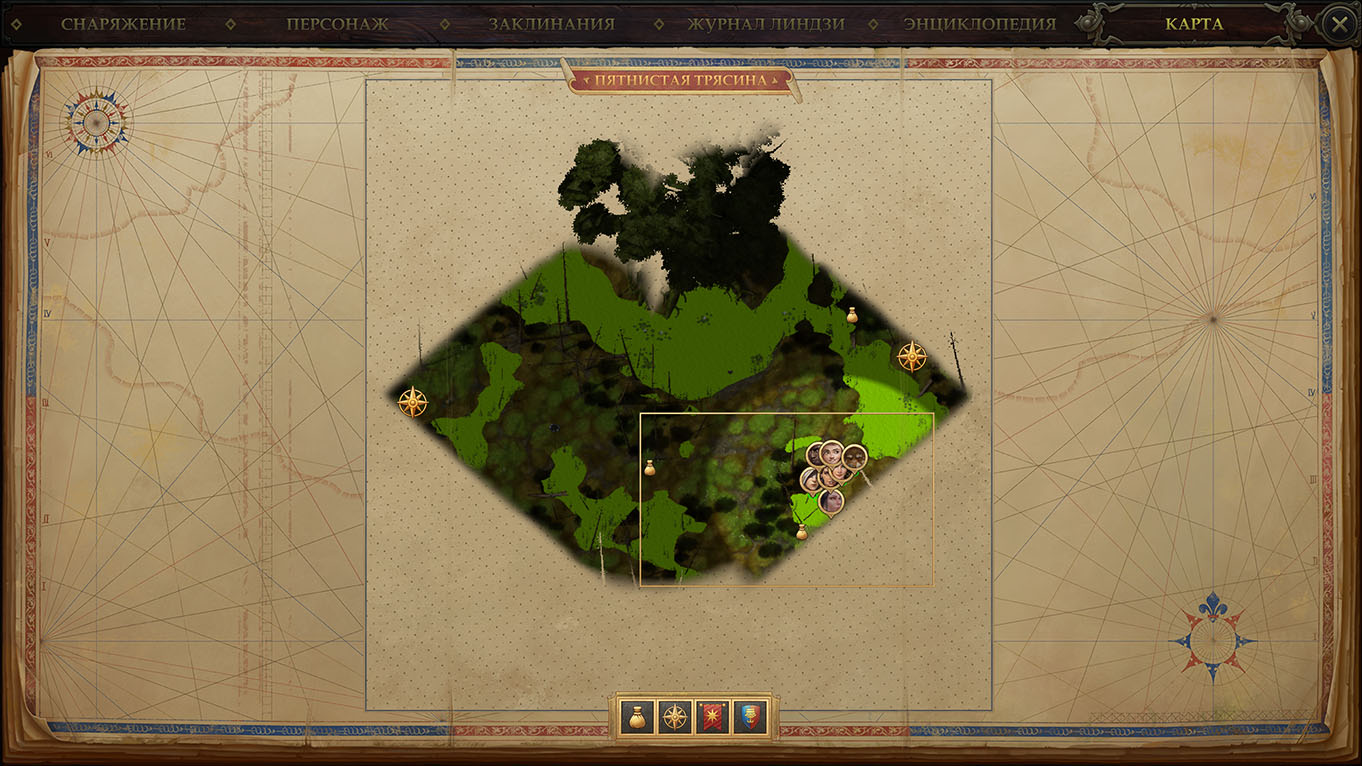 СНАРЯЖЕНИЕ
ПЕРСОНАЖ
ЗАКЛИНАНИЯ
ЖУРНАЛ ЛИНДЗИ
ЭНЦИКЛОПЕДИЯ
КАРТА
ПЯТНИСТАЯ ТРЯСИНА